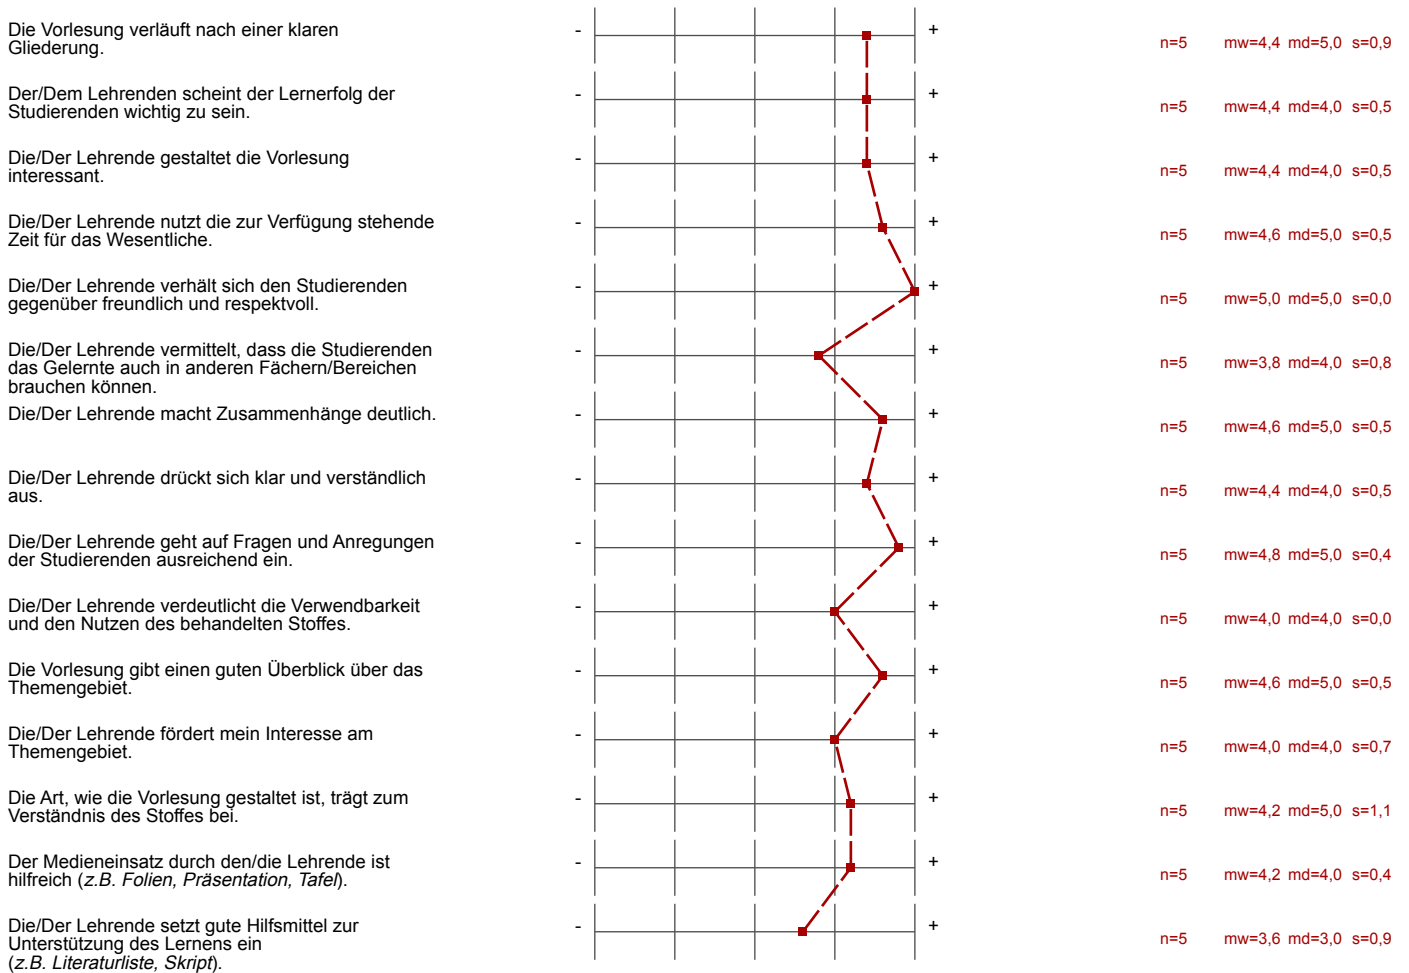 Die Vorlesung verläuft nach einer klaren
Gliederung.
- +
n=5 mw=4,4 md=5,0 s=0,9
Der/Dem Lehrenden scheint der Lernerfolg der
Studierenden wichtig zu sein.
- +
n=5 mw=4,4 md=4,0 s=0,5
Die/Der Lehrende gestaltet die Vorlesung
interessant.
- +
n=5 mw=4,4 md=4,0 s=0,5
Die/Der Lehrende nutzt die zur Verfügung stehende
Zeit für das Wesentliche.
- +
n=5 mw=4,6 md=5,0 s=0,5
Die/Der Lehrende verhält sich den Studierenden
gegenüber freundlich und respektvoll.
- +
n=5 mw=5,0 md=5,0 s=0,0
Die/Der Lehrende vermittelt, dass die Studierenden
das Gelernte auch in anderen Fächern/Bereichen
brauchen können.
- +
n=5 mw=3,8 md=4,0 s=0,8
Die/Der Lehrende macht Zusammenhänge deutlich.
- +
n=5 mw=4,6 md=5,0 s=0,5
Die/Der Lehrende drückt sich klar und verständlich
aus.
- +
n=5 mw=4,4 md=4,0 s=0,5
Die/Der Lehrende geht auf Fragen und Anregungen
der Studierenden ausreichend ein.
- +
n=5 mw=4,8 md=5,0 s=0,4
Die/Der Lehrende verdeutlicht die Verwendbarkeit
und den Nutzen des behandelten Stoffes.
- +
n=5 mw=4,0 md=4,0 s=0,0
Die Vorlesung gibt einen guten Überblick über das
Themengebiet.
- +
n=5 mw=4,6 md=5,0 s=0,5
Die/Der Lehrende fördert mein Interesse am
Themengebiet.
- +
n=5 mw=4,0 md=4,0 s=0,7
Die Art, wie die Vorlesung gestaltet ist, trägt zum
Verständnis des Stoffes bei.
- +
n=5 mw=4,2 md=5,0 s=1,1
Der Medieneinsatz durch den/die Lehrende ist
hilfreich (z.B. Folien, Präsentation, Tafel).
- +
n=5 mw=4,2 md=4,0 s=0,4
Die/Der Lehrende setzt gute Hilfsmittel zur
Unterstützung des Lernens ein
(z.B. Literaturliste, Skript).
- +
n=5 mw=3,6 md=3,0 s=0,9